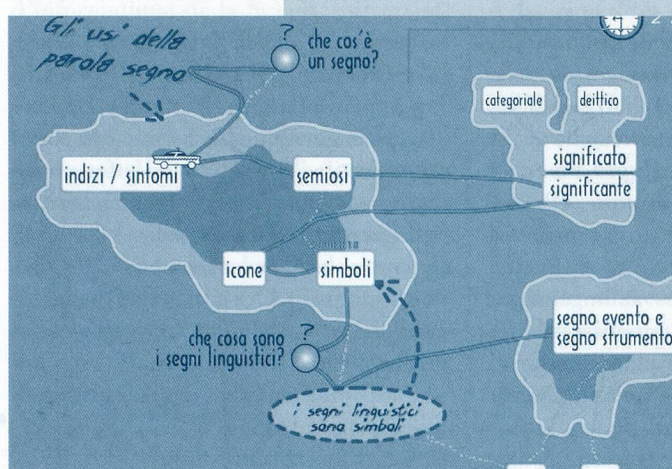 Gli usi della
parola segno
?
che cos'è
un segno?
2
categoriale
deittico
indizi / sintomi
semiosi
significato
significante
icone
simboli
?
che cosa sono
i segni linguistici?
segno evento e
segno strumento
i segni linguistici
sono simboli